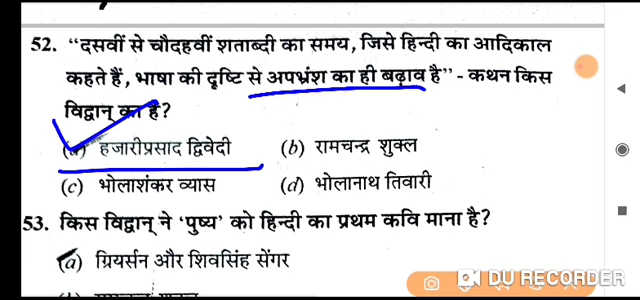 52. “दसवीं से चौदहवीं शताब्दी का समय, जिसे हिन्दी का आदिकाल
कहते हैं, भाषा की दृष्टि से अपभ्रंश का ही बढ़ाव है” - कथन किस
विद्वान् का है?
(a) हजारीप्रसाद द्विवेदी (b) रामचन्द्र शुक्ल
(c) भोलाशंकर व्यास (d) भोलानाथ तिवारी
53. किस विद्वान् ने ‘पुष्य’ को हिन्दी का प्रथम कवि माना है?
(a) ग्रियर्सन और शिवसिंह सेंगर
DU RECORDER